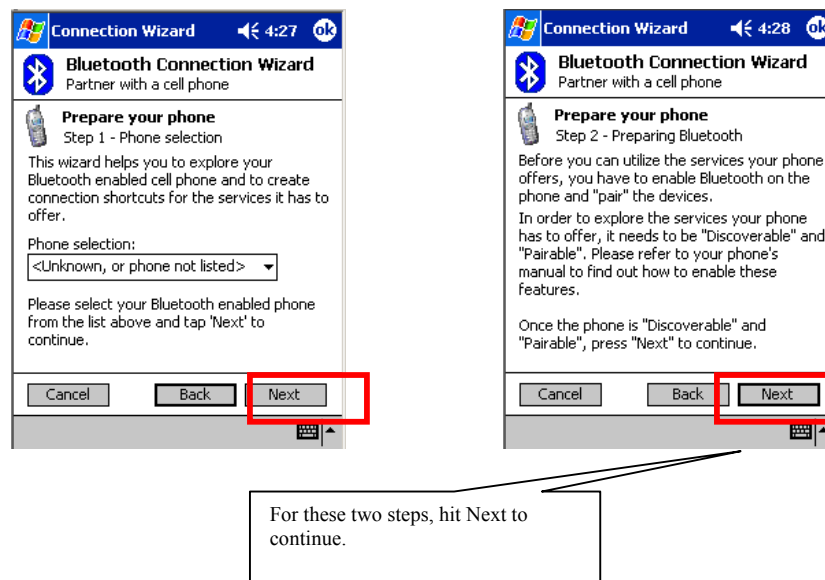 Connection Wizard 4:27 ok
Bluetooth Connection Wizard
Partner with a cell phone
Prepare your phone
Step 1 - Phone selection
This wizard helps you to explore your
Bluetooth enabled cell phone and to create
connection shortcuts for the services it has to
offer.
Phone selection:
<Unknown, or phone not listed>
Please select your Bluetooth enabled phone
from the list above and tap 'Next' to
continue.
Cancel Back Next
Connection Wizard 4:28 ok
Bluetooth Connection Wizard
Partner with a cell phone
Prepare your phone
Step 2 - Preparing Bluetooth
Before you can utilize the services your phone
offers, you have to enable Bluetooth on the
phone and "pair" the devices.
In order to explore the services your phone
has to offer, it needs to be "Discoverable" and
"Pairable". Please refer to your phone's
manual to find out how to enable these
features.
Once the phone is "Discoverable" and
"Pairable", press "Next" to continue.
Cancel Back Next
For these two steps, hit Next to
continue.